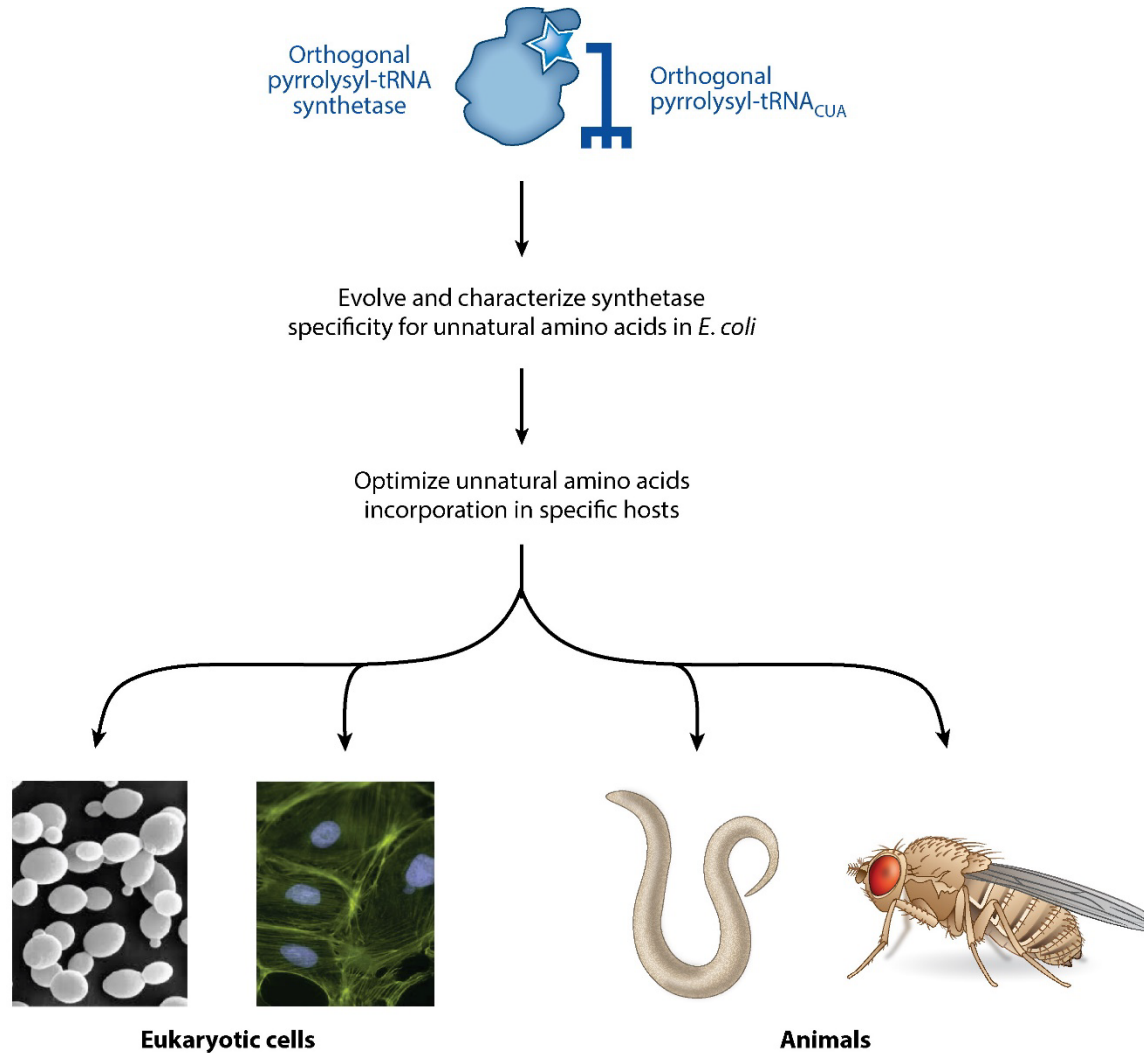 Orthogonal
pyrrolysyl-tRNA
synthetase
Orthogonal
pyrrolysyl-tRNA_CUA
Evolve and characterize synthetase
specificity for unnatural amino acids in E. coli
Optimize unnatural amino acids
incorporation in specific hosts
Eukaryotic cells
Animals